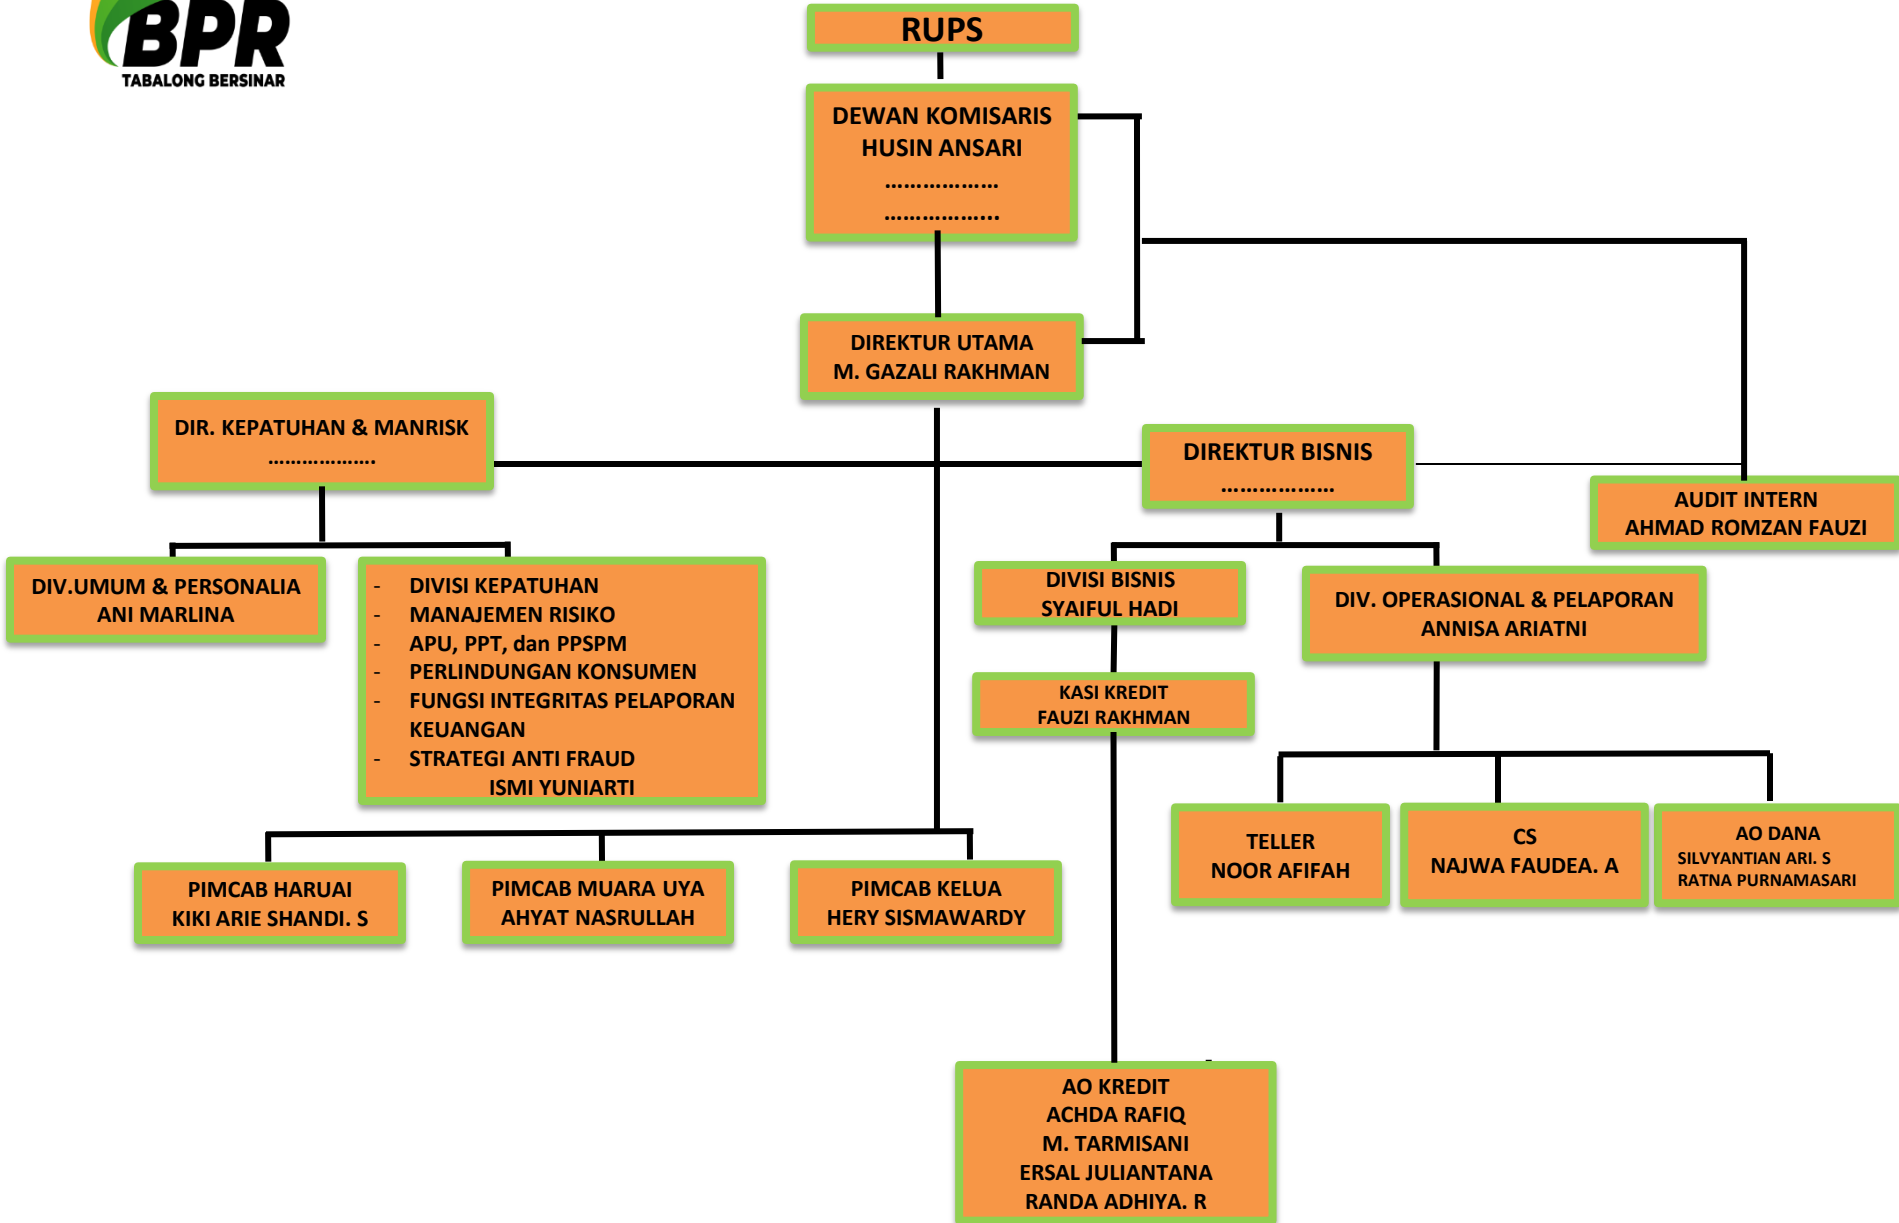 BPR
TABALONG BERSINAR
RUPS
DEWAN KOMISARIS
HUSIN ANSARI
………………
………………
DIREKTUR UTAMA
M. GAZALI RAKHMAN
DIR. KEPATUHAN & MANRISK
……………..
DIREKTUR BISNIS
………………
AUDIT INTERN
AHMAD ROMZAN FAUZI
DIV.UMUM & PERSONALIA
ANI MARLINA
- DIVISI KEPATUHAN
- MANAJEMEN RISIKO
- APU, PPT, dan PPSPM
- PERLINDUNGAN KONSUMEN
- FUNGSI INTEGRITAS PELAPORAN
KEUANGAN
- STRATEGI ANTI FRAUD
ISMI YUNIARTI
DIVISI BISNIS
SYAIFUL HADI
DIV. OPERASIONAL & PELAPORAN
ANNISA ARIATNI
KASI KREDIT
FAUZI RAKHMAN
TELLER
NOOR AFIFAH
CS
NAJWA FAUDEA. A
AO DANA
SILVYANTIAN ARI. S
RATNA PURNAMASARI
PIMCAB HARUAI
KIKI ARIE SHANDI. S
PIMCAB MUARA UYA
AHYAT NASRULLAH
PIMCAB KELUA
HERY SISMAWARDY
AO KREDIT
ACHDA RAFIQ
M. TARMISANI
ERSAL JULIANTANA
RANDA ADHIYA. R